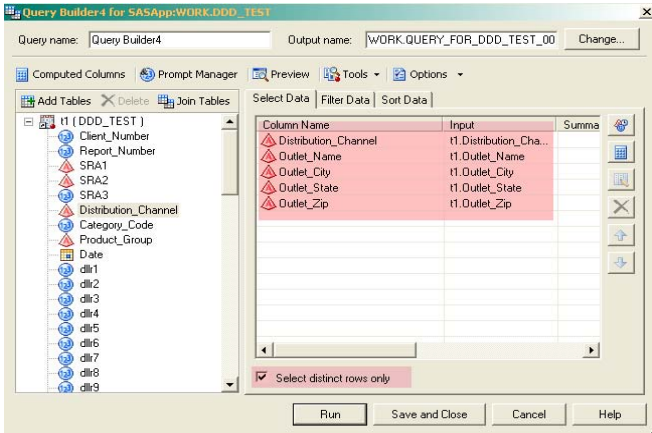 Query Builder4 for SASApp:WORK.DDD_TEST
Query name: Query Builder4 Output name: WORK.QUERY_FOR_DDD_TEST_00 Change...
Computed Columns Prompt Manager Preview Tools Options
Add Tables Delete Join Tables Select Data Filter Data Sort Data
t1 (DDD_TEST)
Client_Number
Report_Number
SRA1
SRA2
SRA3
Distribution_Channel
Category_Code
Product_Group
Date
dllr1
dllr2
dllr3
dllr4
dllr5
dllr6
dllr7
dllr8
dllr9
Column Name Input Summa
Distribution_Channel t1.Distribution_Cha...
Outlet_Name t1.Outlet_Name
Outlet_City t1.Outlet_City
Outlet_State t1.Outlet_State
Outlet_Zip t1.Outlet_Zip
Select distinct rows only
Run Save and Close Cancel Help